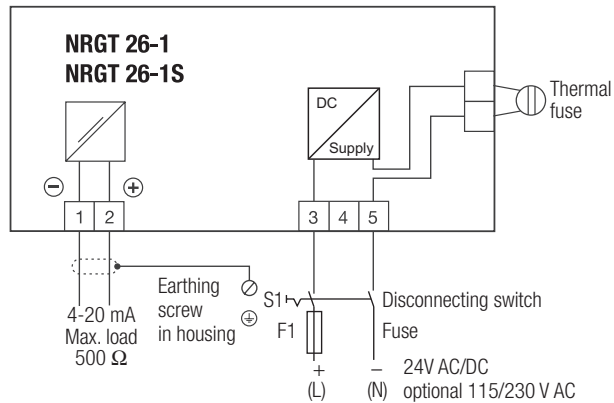 NRGT 26-1
NRGT 26-1S
DC
Supply
Thermal
fuse
− +
1 2 3 4 5
4-20 mA
Max. load
500 Ω
Earthing
screw
in housing
S1
Disconnecting switch
F1
Fuse
+ −
(L) (N)
24V AC/DC
optional 115/230 V AC